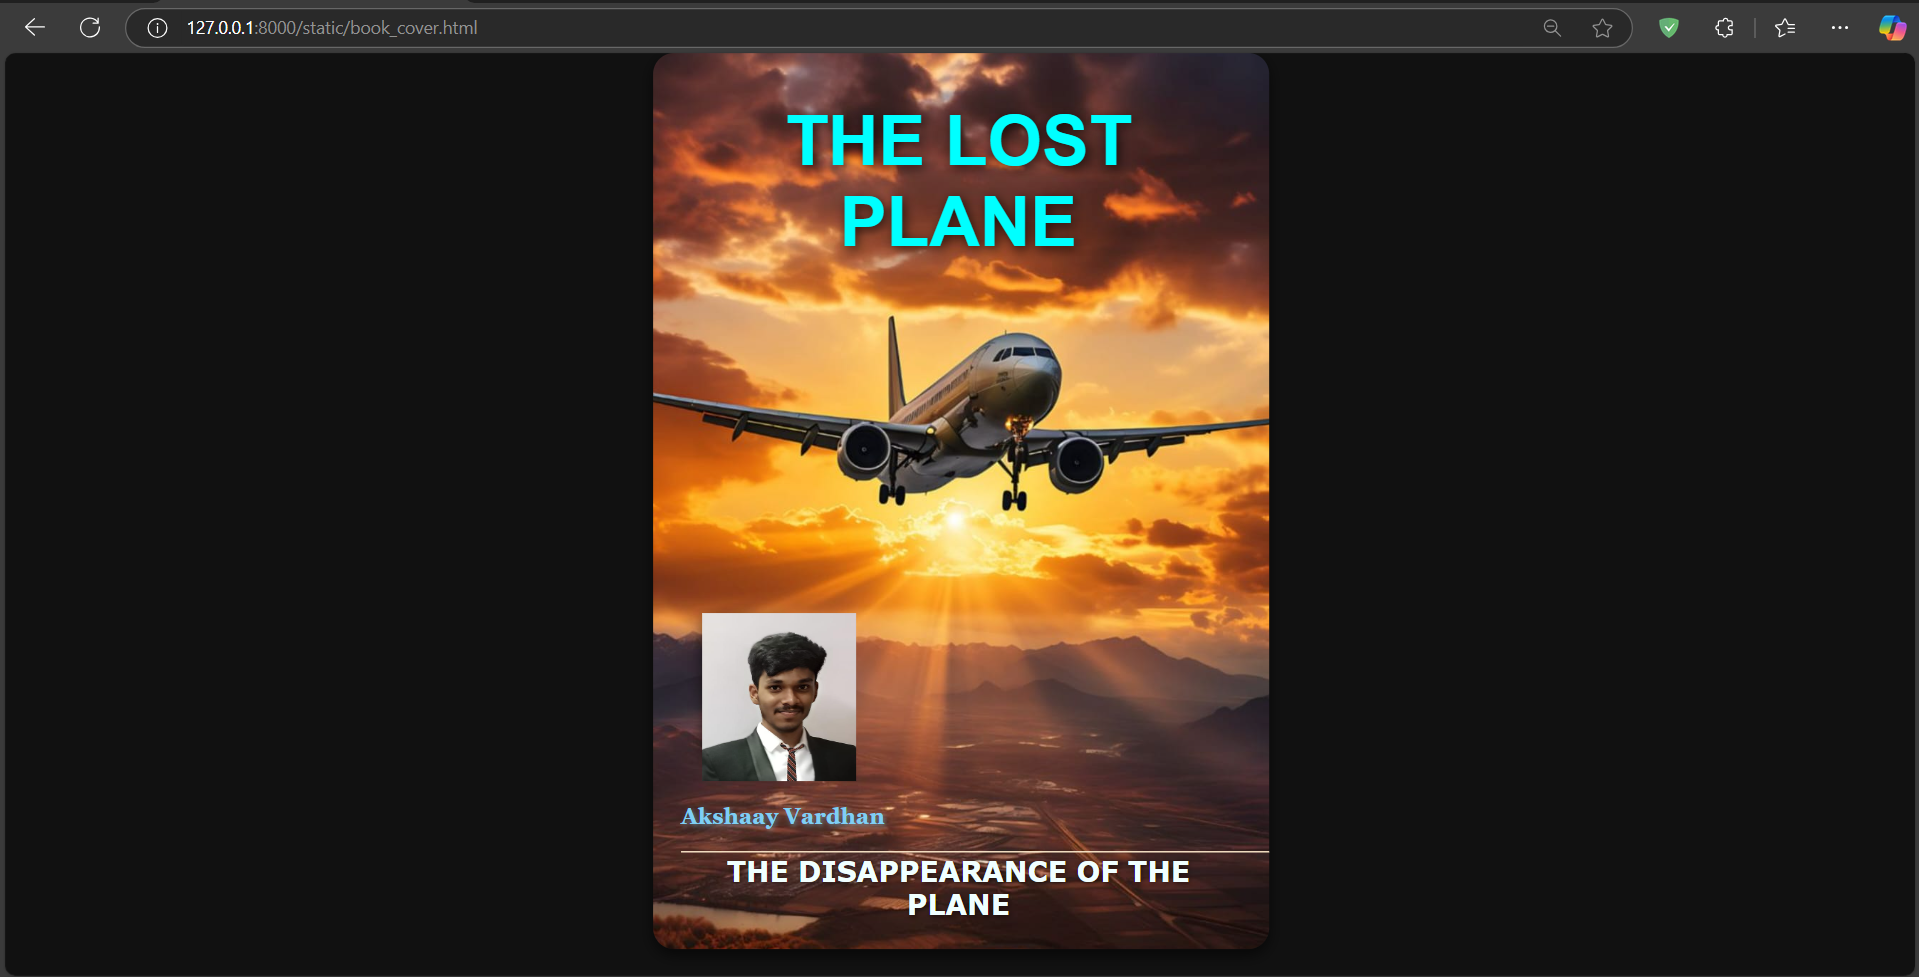 127.0.0.1:8000/static/book_cover.html
THE LOST
PLANE
Akshaay Vardhan
THE DISAPPEARANCE OF THE
PLANE